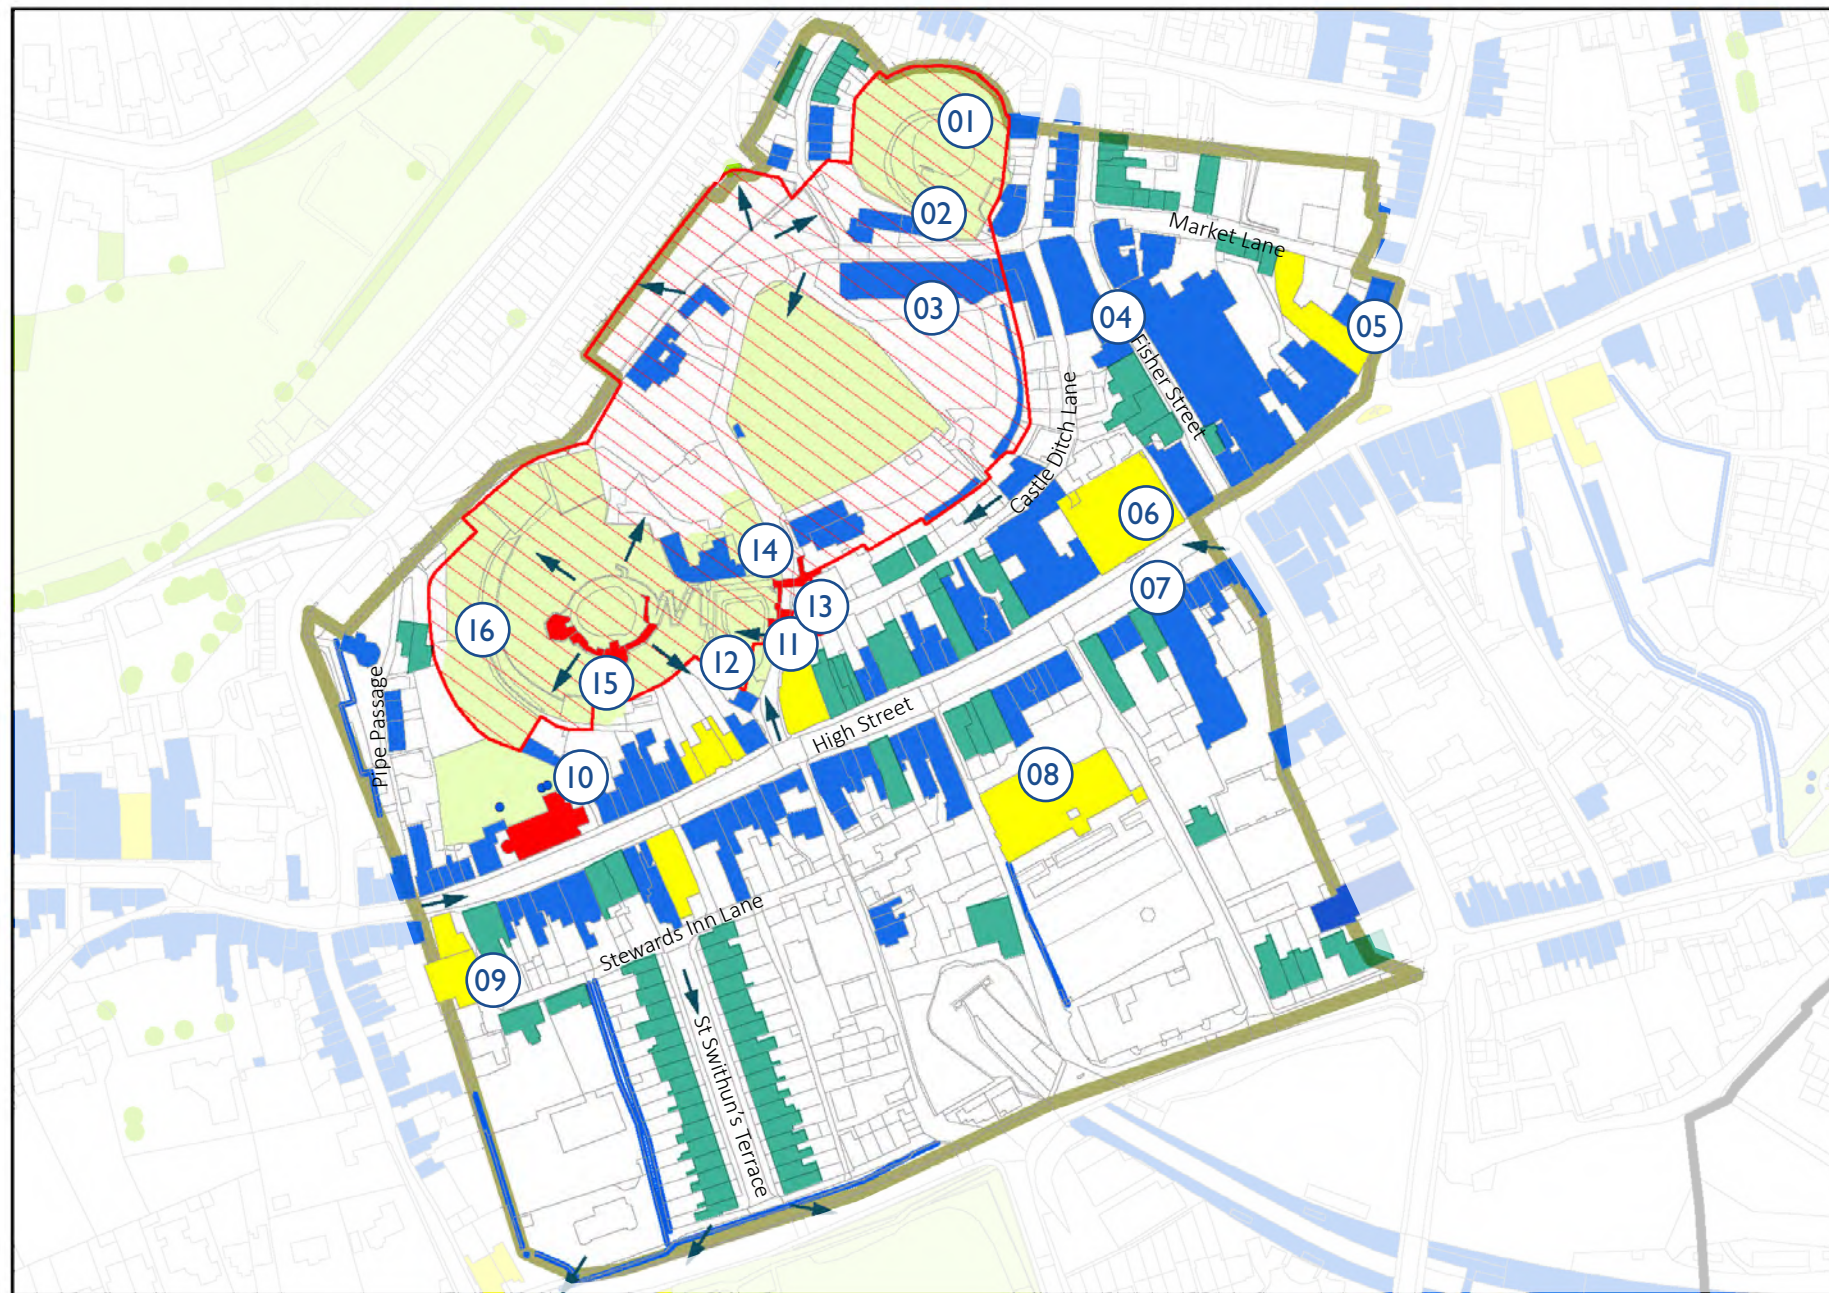 01
02
Market Lane
03
04
05
Fisher Street
Castle Ditch Lane
06
14
07
13
16
11
12
15
Pipe Passage
High Street
10
08
Stewards Inn Lane
09
St Swithun's Terrace